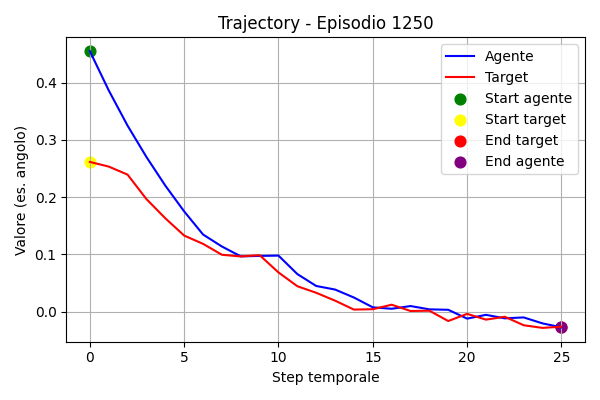 Trajectory - Episodio 1250
Agente
Target
Start agente
Start target
End target
End agente
Valore (es. angolo)
0.4
0.3
0.2
0.1
0.0
0 5 10 15 20 25
Step temporale